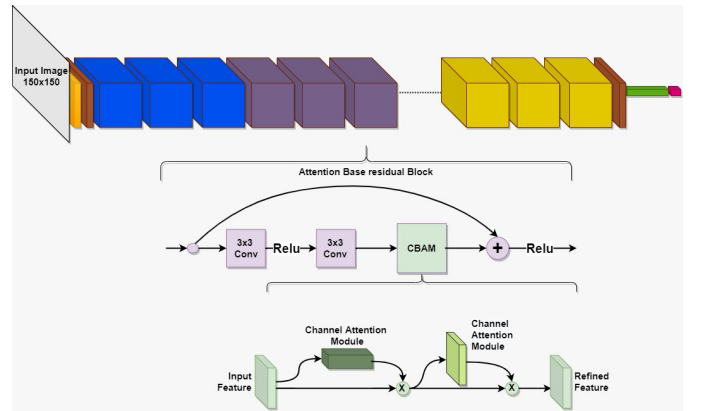 Input Image
150x150
Attention Base residual Block
3x3
Conv
Relu
3x3
Conv
CBAM
+
Relu
Channel Attention
Module
Channel
Attention
Module
Input
Feature
X
X
Refined
Feature